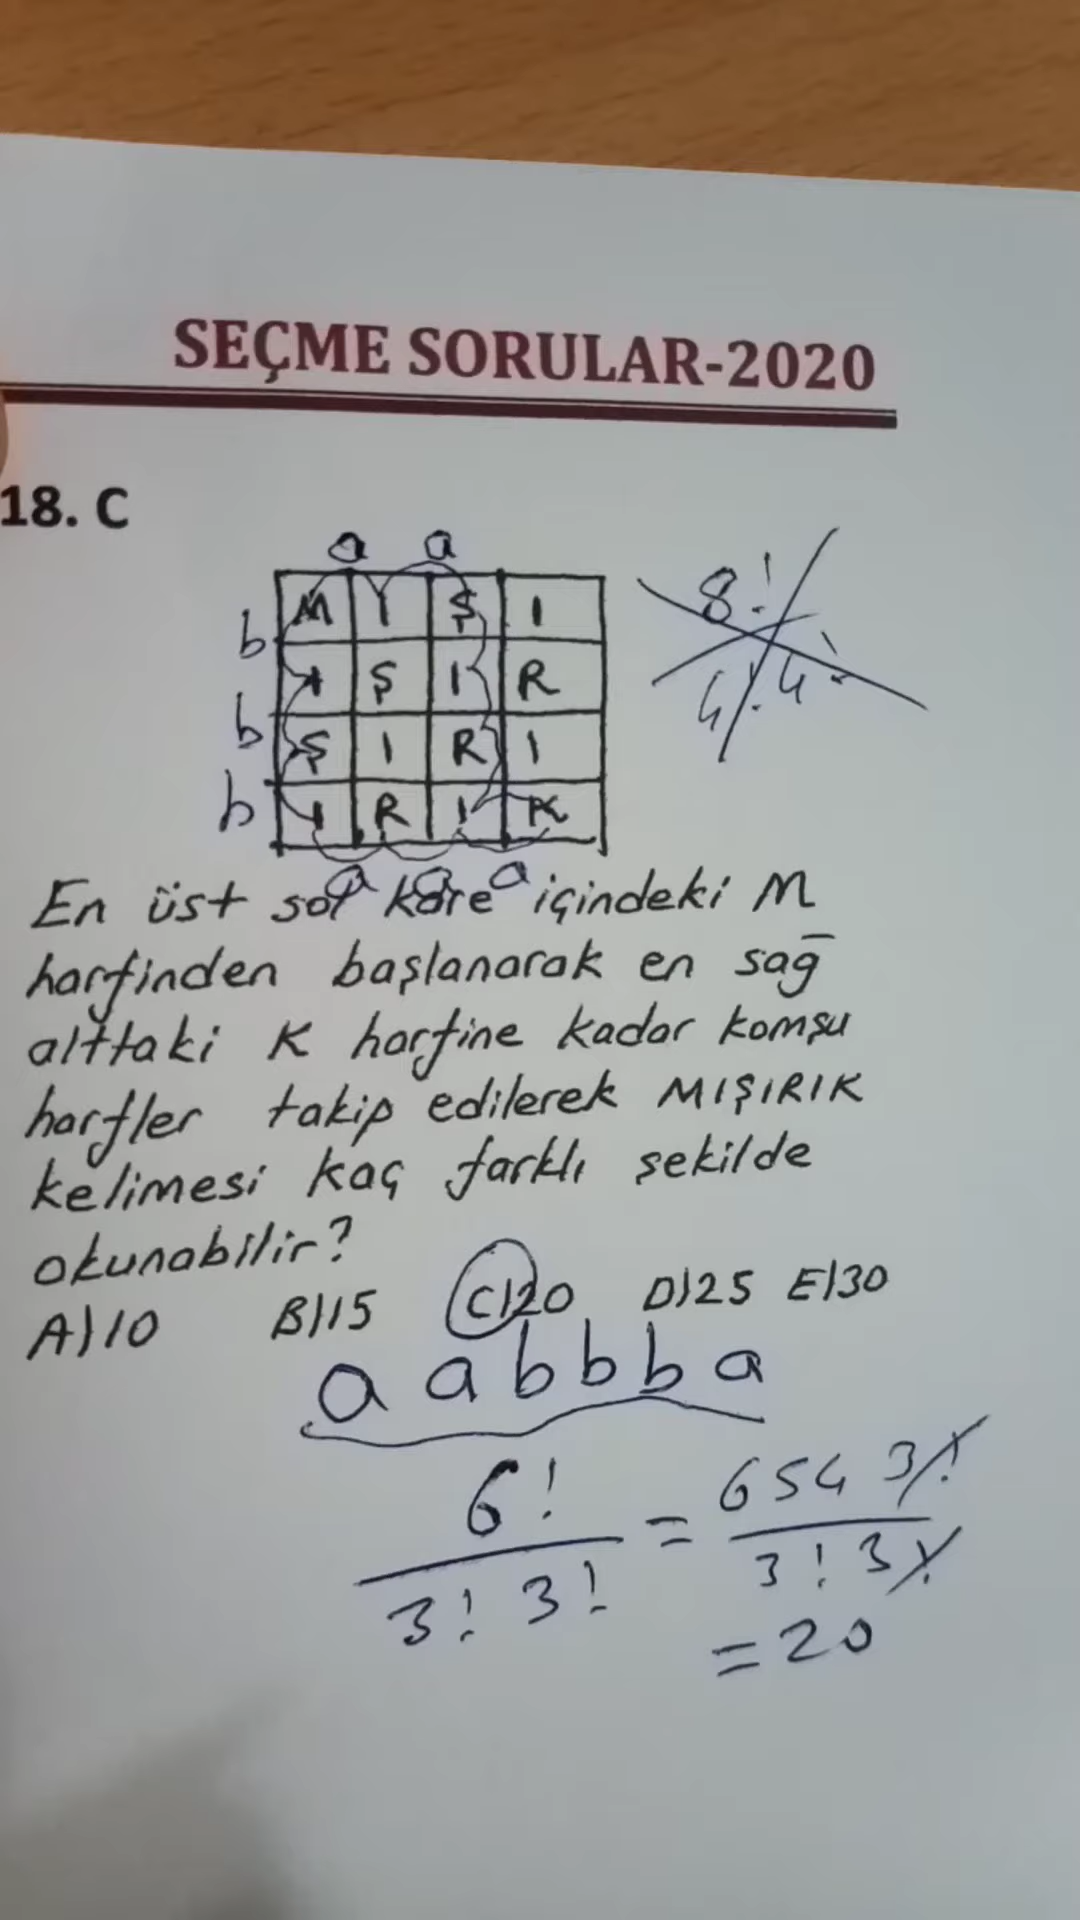 SEÇME SORULAR-2020
18. C
a a
b M I Ş I
b I Ş I R
b Ş I R I
I R I K
a a a
8!
4!.4!
En üst sol kare içindeki M
harfinden başlanarak en sağ
alttaki K harfine kadar komşu
harfler takip edilerek MIŞIRIK
kelimesi kaç farklı şekilde
okunabilir?
A)10 B)15 C)20 D)25 E)30
a a b b b a
6! = 6 5 4 3!
3! 3! 3! 3!
= 20